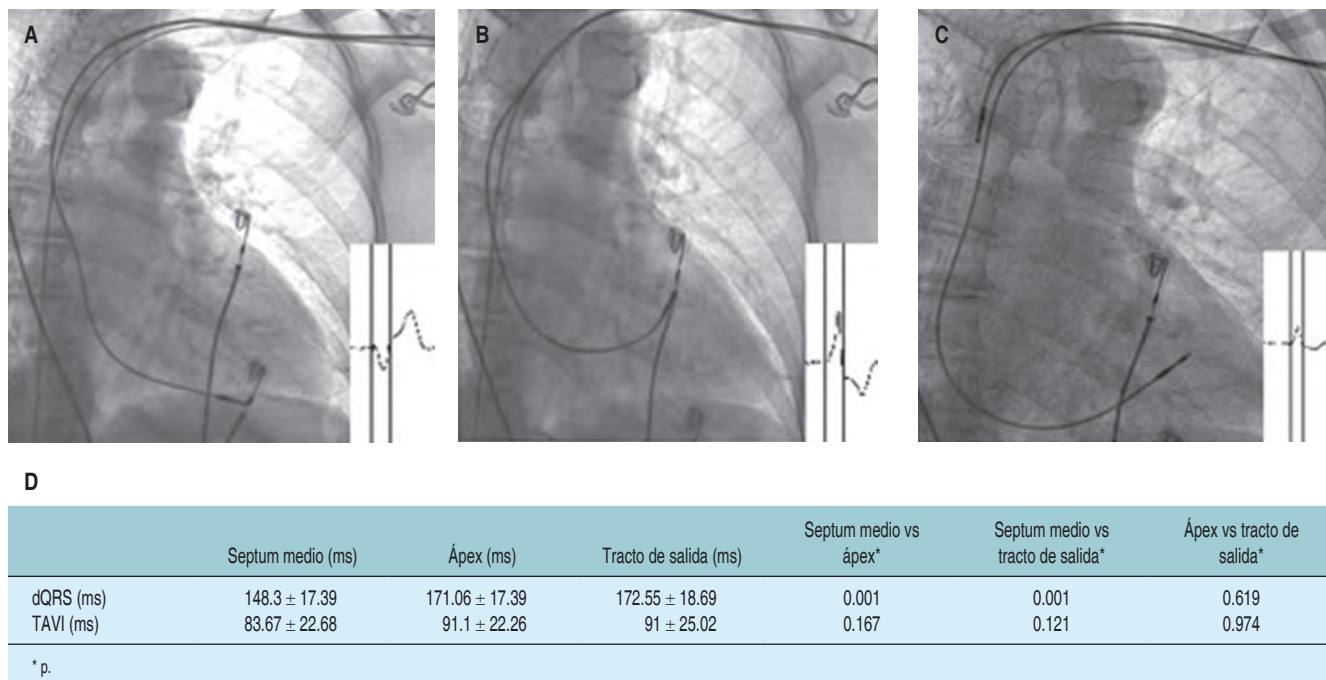 A
B
C
D
Septum medio (ms)
Ápex (ms)
Tracto de salida (ms)
Septum medio vs
ápex*
Septum medio vs
tracto de salida*
Ápex vs tracto de
salida*
dQRS (ms) 148.3 ± 17.39 171.06 ± 17.39 172.55 ± 18.69 0.001 0.001 0.619
TAVI (ms) 83.67 ± 22.68 91.1 ± 22.26 91 ± 25.02 0.167 0.121 0.974
* p.